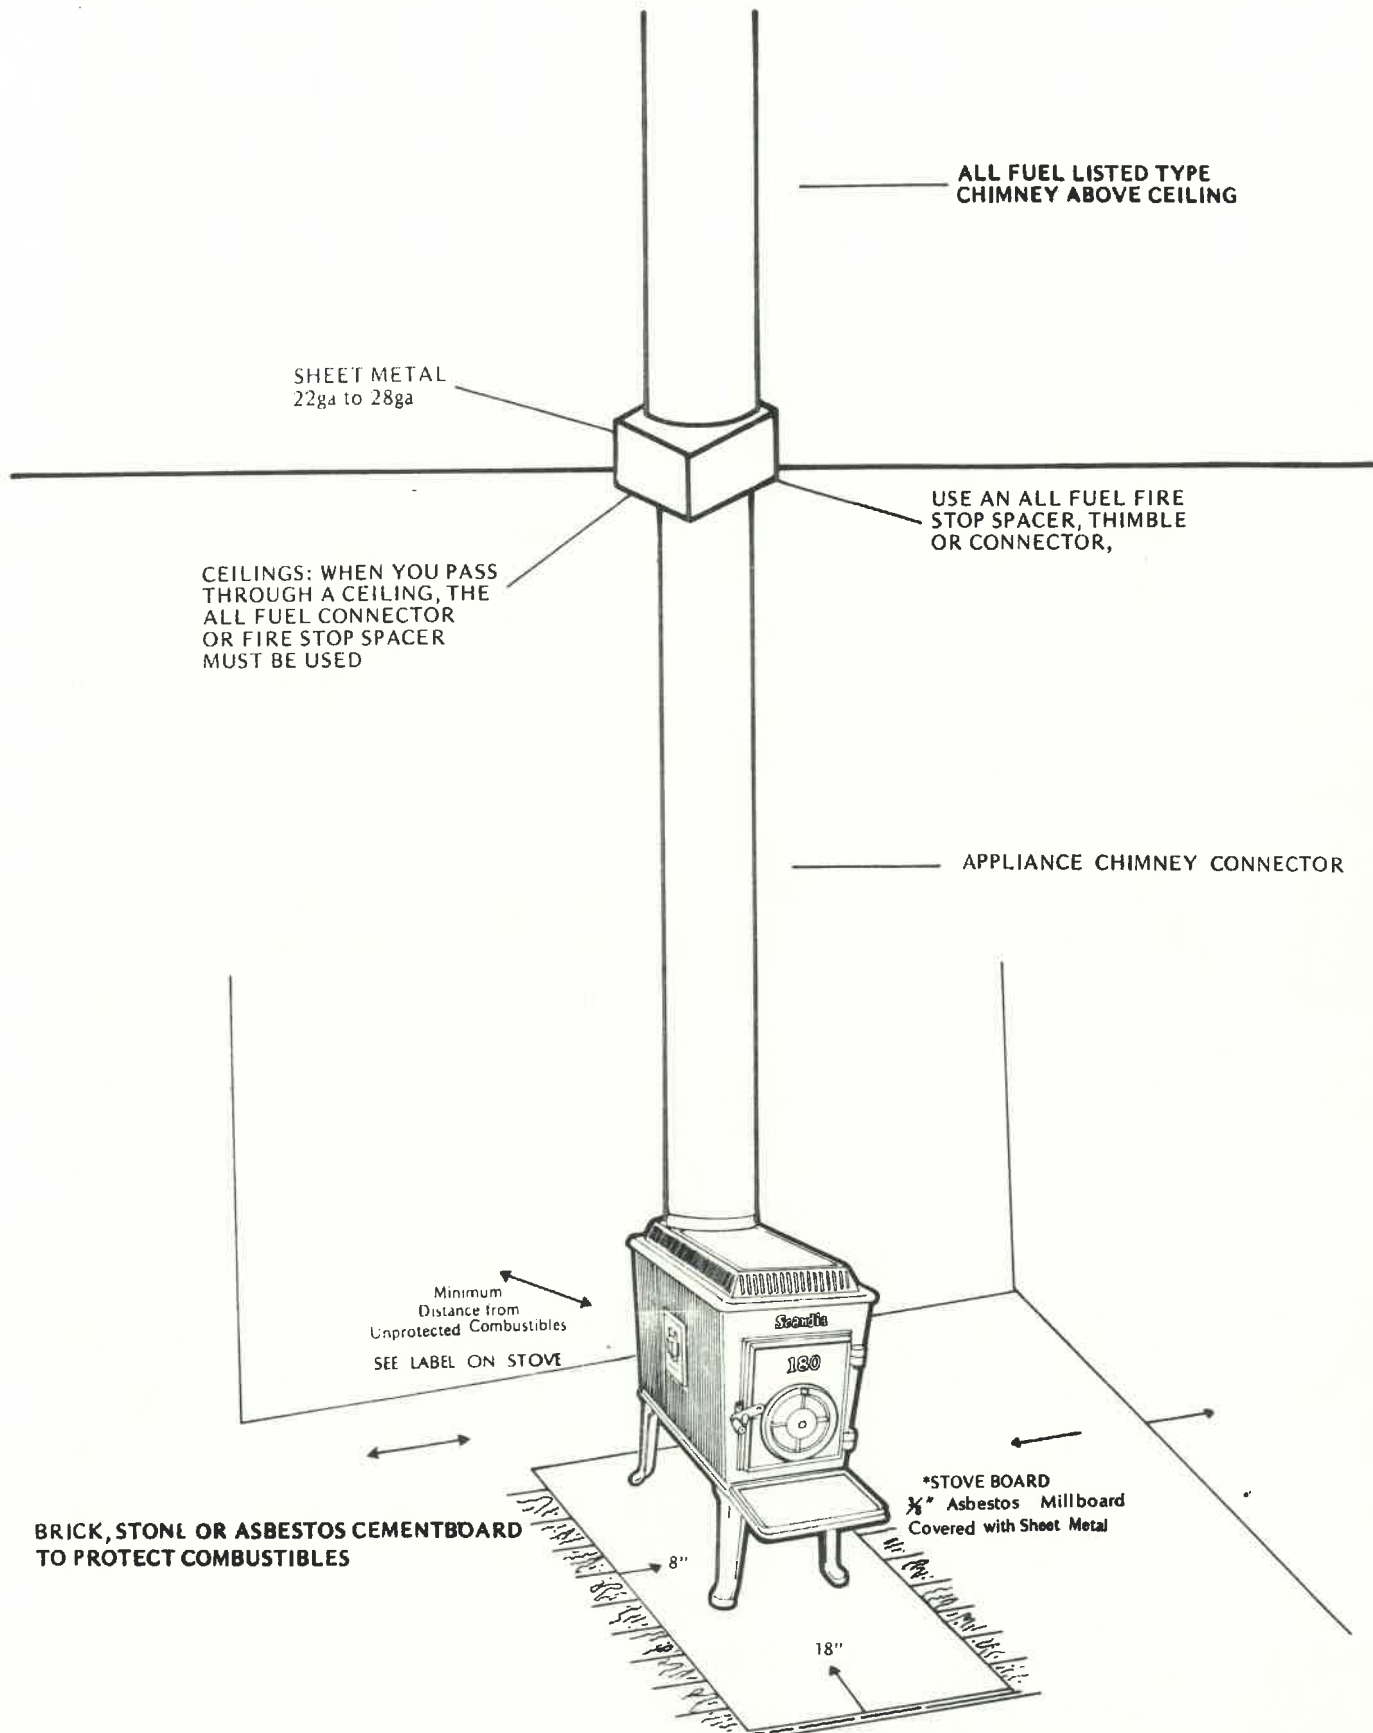 ALL FUEL LISTED TYPE
CHIMNEY ABOVE CEILING
SHEET METAL
22ga to 28ga
USE AN ALL FUEL FIRE
STOP SPACER, THIMBLE
OR CONNECTOR,
CEILINGS: WHEN YOU PASS
THROUGH A CEILING, THE
ALL FUEL CONNECTOR
OR FIRE STOP SPACER
MUST BE USED
APPLIANCE CHIMNEY CONNECTOR
Minimum
Distance from
Unprotected Combustibles
SEE LABEL ON STOVE
Scandia
180
*STOVE BOARD
⅜" Asbestos Millboard
Covered with Sheet Metal
BRICK, STONE OR ASBESTOS CEMENTBOARD
TO PROTECT COMBUSTIBLES
8"
18"